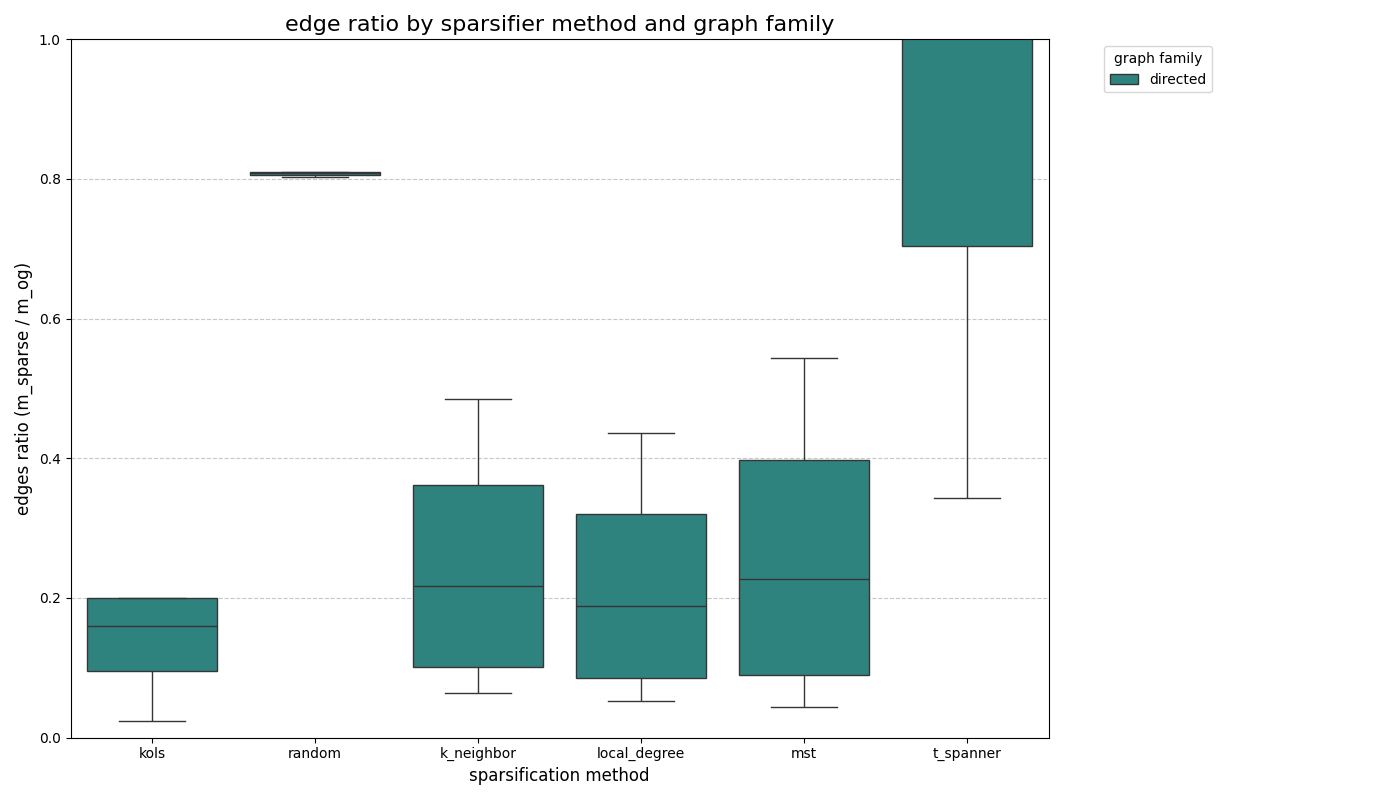 edge ratio by sparsifier method and graph family
graph family
directed
edges ratio (m_sparse / m_og)
1.0
0.8
0.6
0.4
0.2
0.0
kols random k_neighbor local_degree mst t_spanner
sparsification method